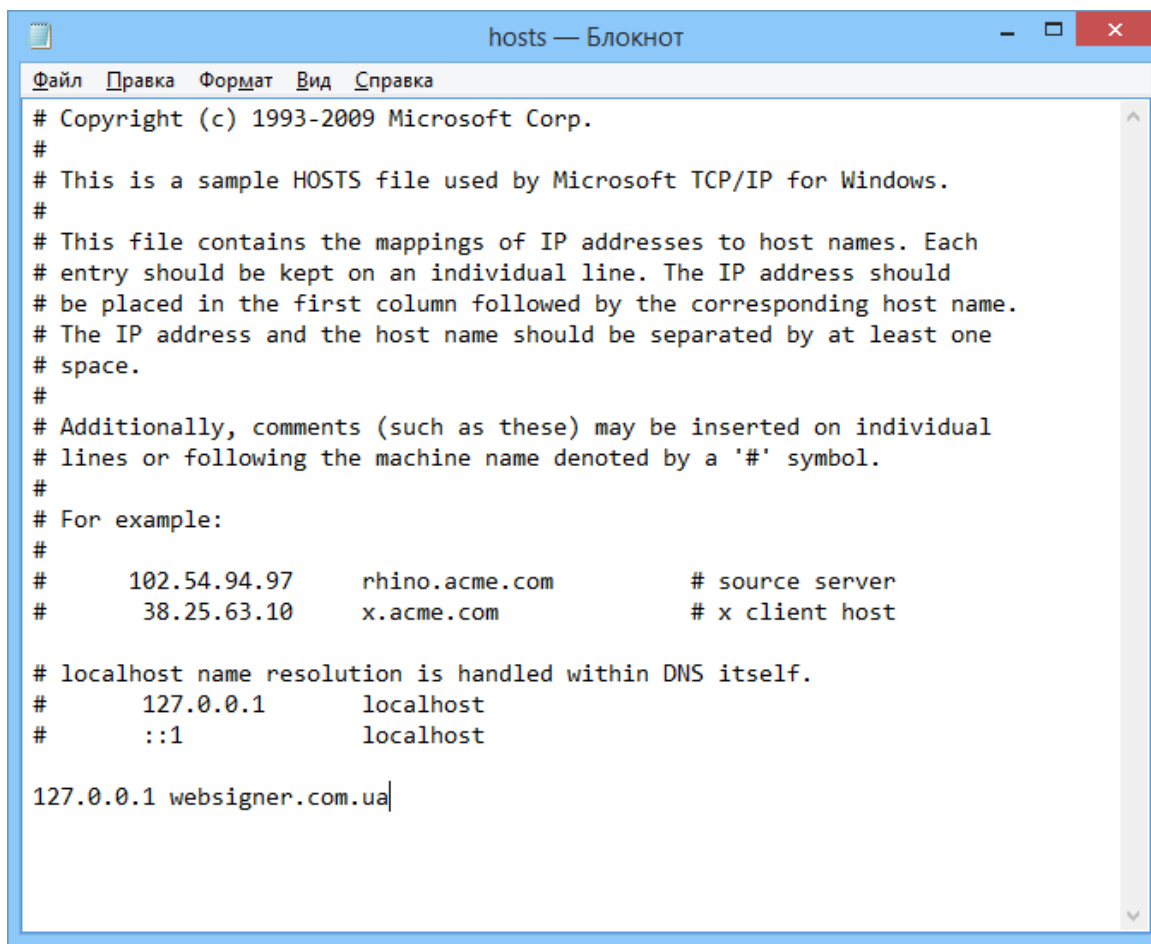 hosts — Блокнот
Файл Правка Формат Вид Справка
# Copyright (c) 1993-2009 Microsoft Corp.
#
# This is a sample HOSTS file used by Microsoft TCP/IP for Windows.
#
# This file contains the mappings of IP addresses to host names. Each
# entry should be kept on an individual line. The IP address should
# be placed in the first column followed by the corresponding host name.
# The IP address and the host name should be separated by at least one
# space.
#
# Additionally, comments (such as these) may be inserted on individual
# lines or following the machine name denoted by a '#' symbol.
#
# For example:
#
#      102.54.94.97     rhino.acme.com         # source server
#       38.25.63.10     x.acme.com             # x client host

# localhost name resolution is handled within DNS itself.
#       127.0.0.1       localhost
#       ::1             localhost

127.0.0.1 websigner.com.ua